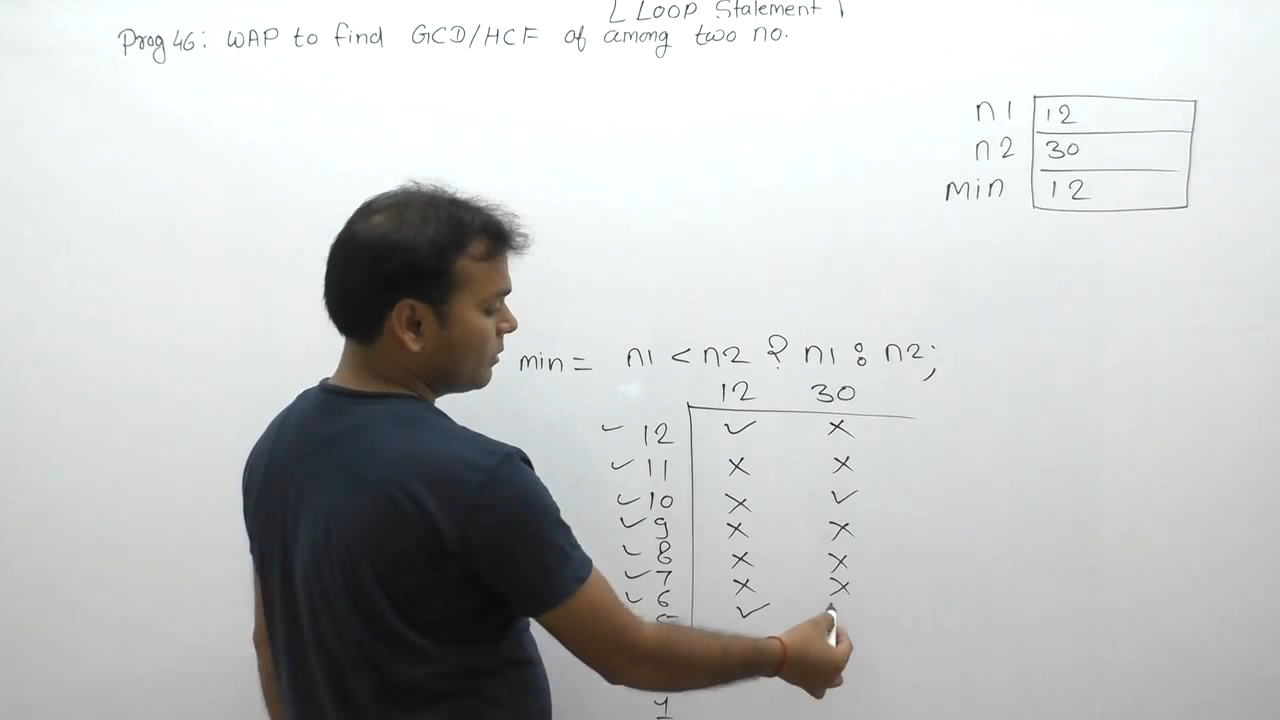 [ Loop Statement ]
Prog 46: WAP to find GCD/HCF of among two no.
n1 12
n2 30
min 12
min = n1 < n2 ? n1 : n2;
12 30
✓ 12 ✓ ×
✓ 11 × ×
✓ 10 × ✓
✓ 9 × ×
✓ 8 × ×
✓ 7 × ×
✓ 6 ✓
1